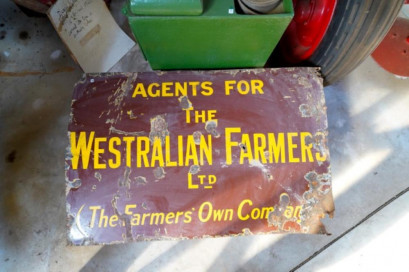 AGENTS FOR
THE
WESTRALIAN FARMERS
LTD
(The Farmers' Own